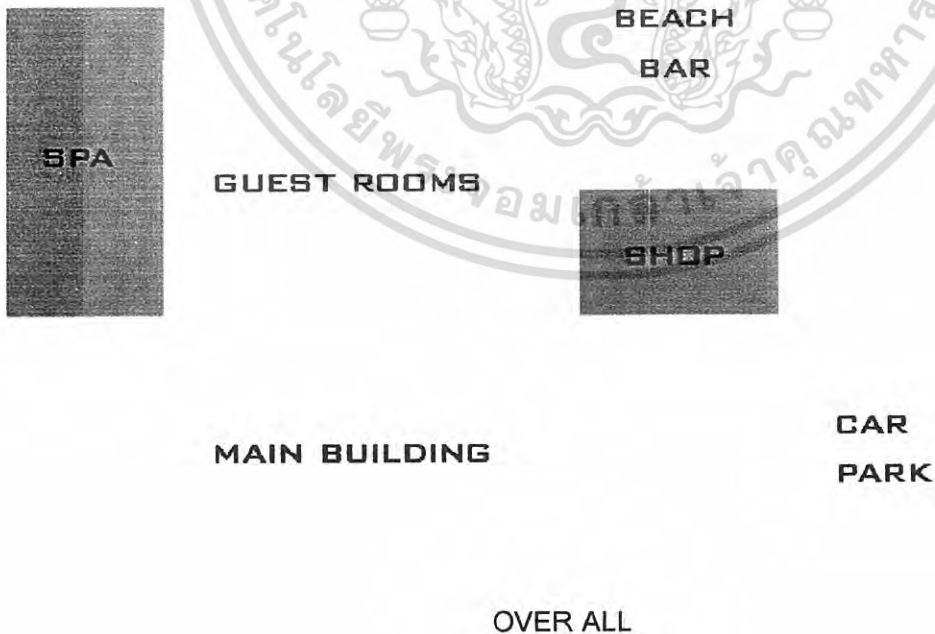 BEACH
BAR
SPA
GUEST ROOMS
SHOP
CAR
PARK
MAIN BUILDING
OVER ALL